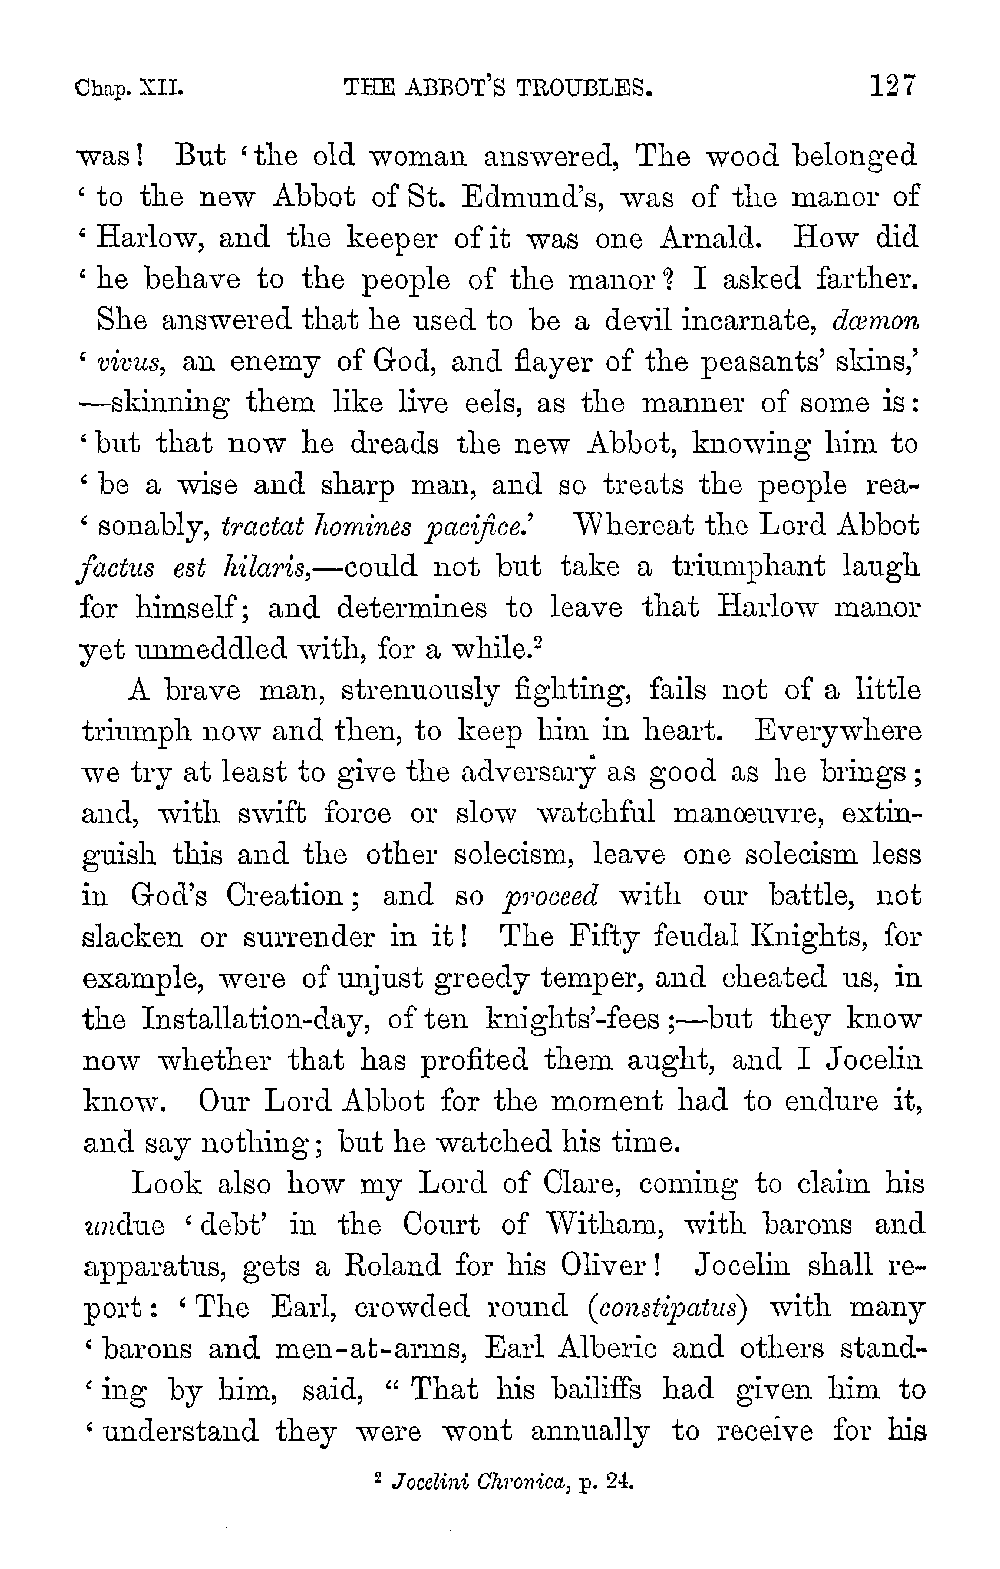 Chap. XII. THE ABBOT'S TROUBLES. 127
was! But ‘the old woman answered, The wood belonged
‘ to the new Abbot of St. Edmund's, was of the manor of
‘ Harlow, and the keeper of it was one Arnald. How did
‘ he behave to the people of the manor? I asked farther.
She answered that he used to be a devil incarnate, dæmon
‘ vivus, an enemy of God, and flayer of the peasants’ skins,’
—skinning them like live eels, as the manner of some is:
‘ but that now he dreads the new Abbot, knowing him to
‘ be a wise and sharp man, and so treats the people rea-
‘ sonably, tractat homines pacifice.’ Whereat the Lord Abbot
factus est hilaris,—could not but take a triumphant laugh
for himself; and determines to leave that Harlow manor
yet unmeddled with, for a while.²
A brave man, strenuously fighting, fails not of a little
triumph now and then, to keep him in heart. Everywhere
we try at least to give the adversary as good as he brings;
and, with swift force or slow watchful manœuvre, extin-
guish this and the other solecism, leave one solecism less
in God's Creation; and so proceed with our battle, not
slacken or surrender in it! The Fifty feudal Knights, for
example, were of unjust greedy temper, and cheated us, in
the Installation-day, of ten knights’-fees;—but they know
now whether that has profited them aught, and I Jocelin
know. Our Lord Abbot for the moment had to endure it,
and say nothing; but he watched his time.
Look also how my Lord of Clare, coming to claim his
undue ‘ debt’ in the Court of Witham, with barons and
apparatus, gets a Roland for his Oliver! Jocelin shall re-
port: ‘ The Earl, crowded round (constipatus) with many
‘ barons and men-at-arms, Earl Alberic and others stand-
‘ ing by him, said, “ That his bailiffs had given him to
‘ understand they were wont annually to receive for his
² Jocelini Chronica, p. 24.